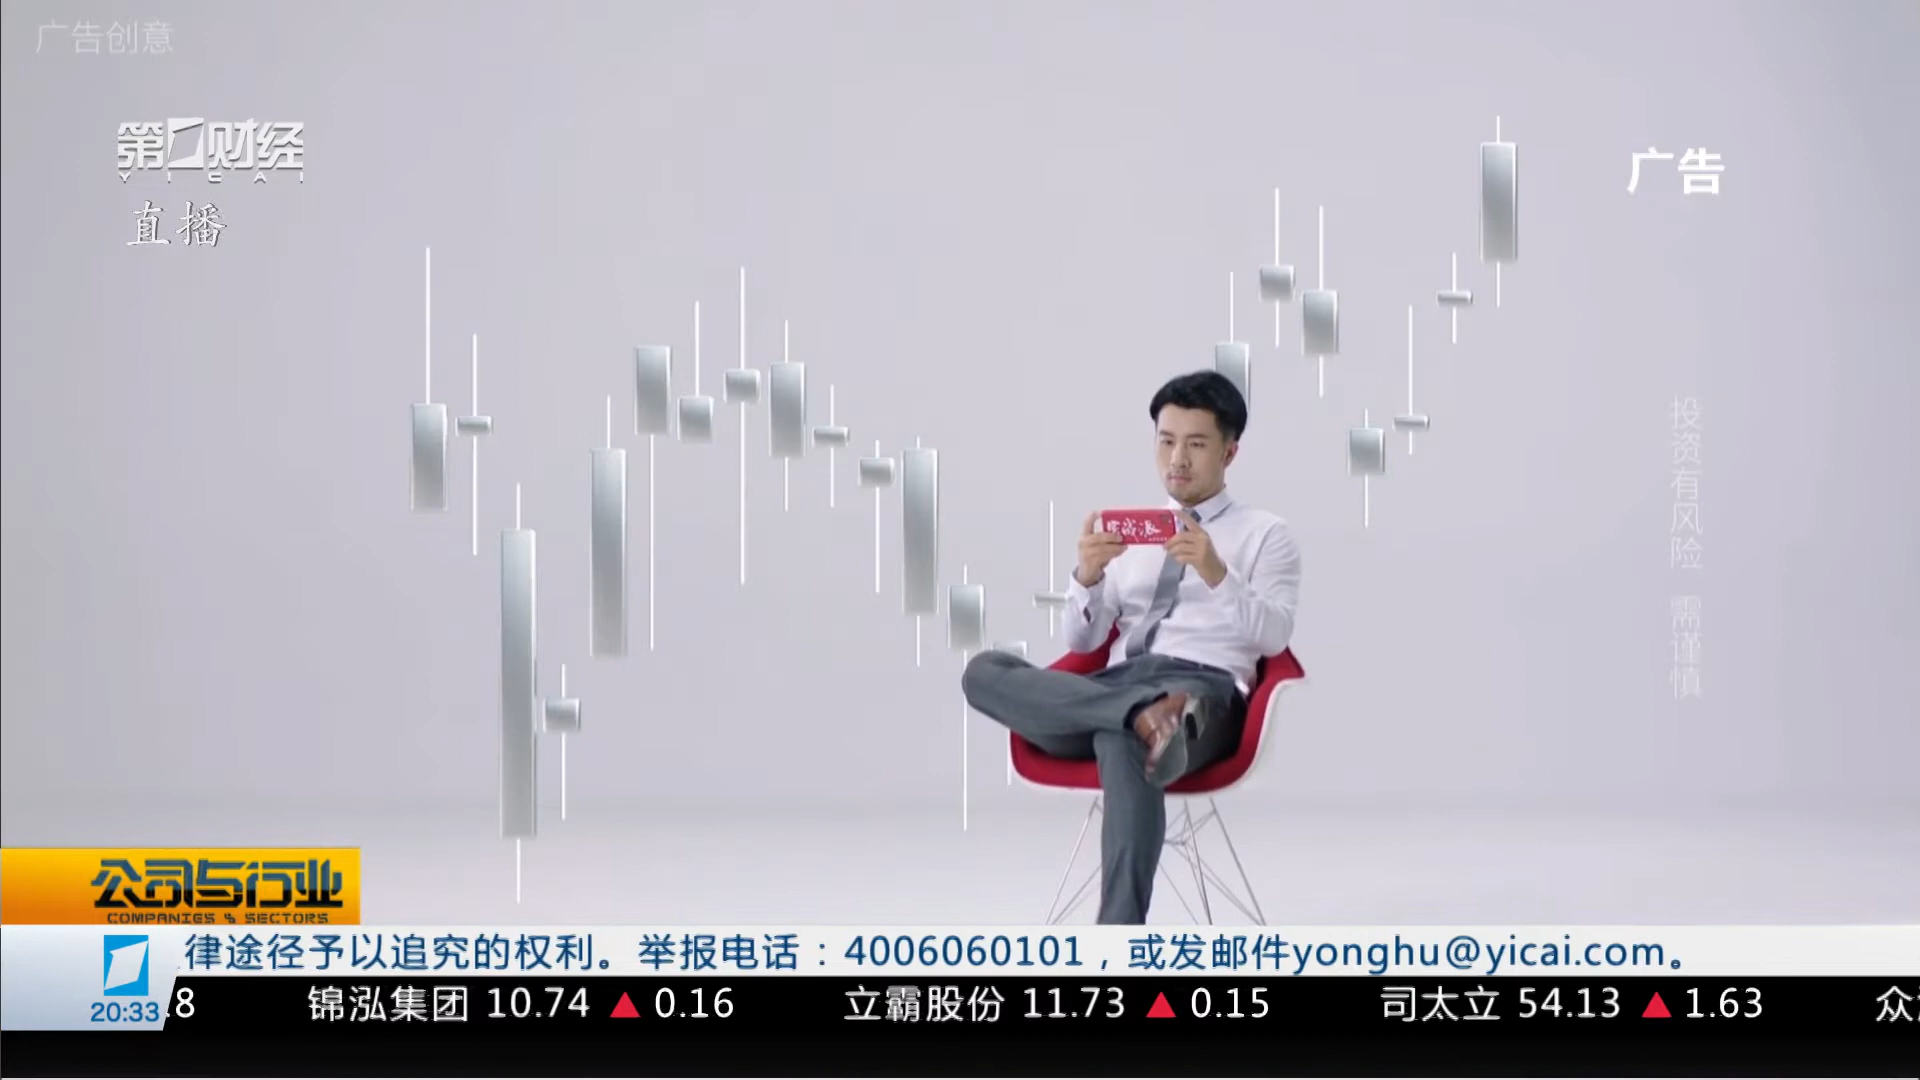 广告创意
第一财经
YICAI
直播
广告
投资有风险 需谨慎
实战派
公司与行业
COMPANIES & SECTORS
律途径予以追究的权利。举报电话：4006060101，或发邮件yonghu@yicai.com。
20:33
.8 锦泓集团 10.74 ▲ 0.16 立霸股份 11.73 ▲ 0.15 司太立 54.13 ▲ 1.63 众